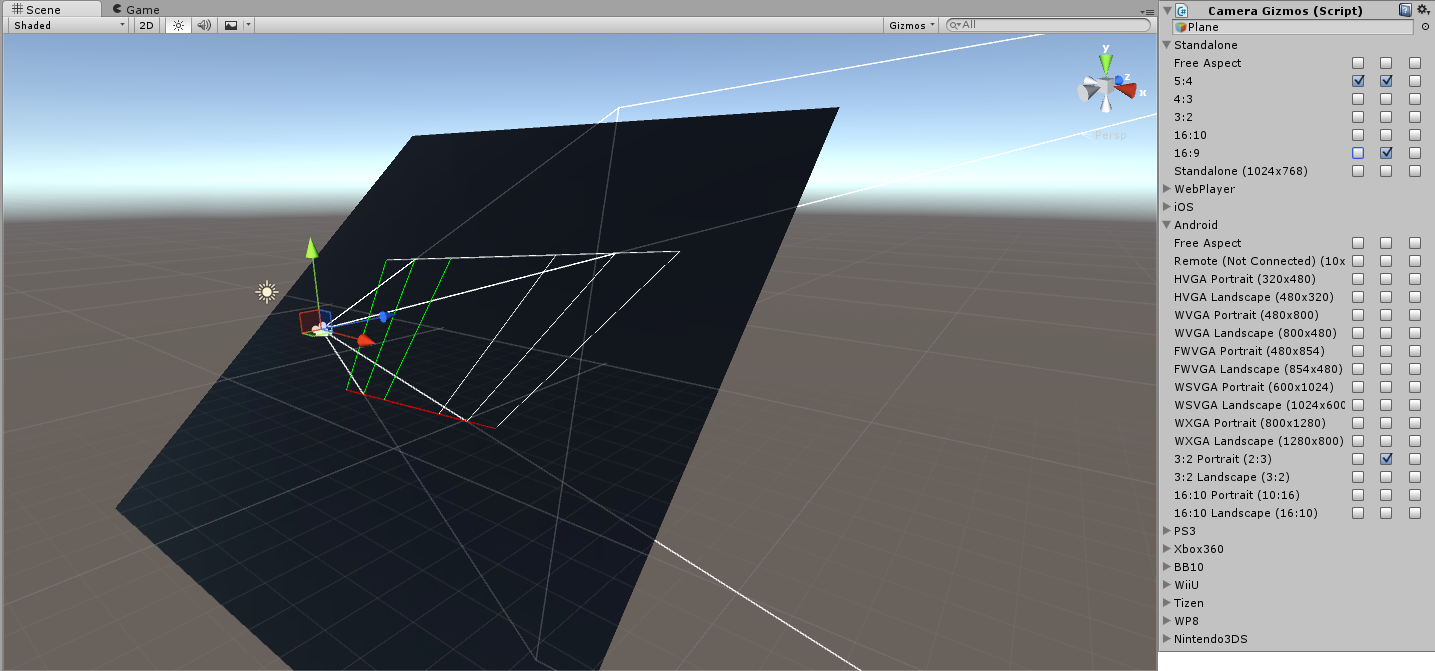 Scene Game
Shaded 2D Gizmos All
y
z
x
Persp
Camera Gizmos (Script)
Plane
Standalone
Free Aspect
5:4
4:3
3:2
16:10
16:9
Standalone (1024x768)
WebPlayer
iOS
Android
Free Aspect
Remote (Not Connected) (10x
HVGA Portrait (320x480)
HVGA Landscape (480x320)
WVGA Portrait (480x800)
WVGA Landscape (800x480)
FWVGA Portrait (480x854)
FWVGA Landscape (854x480)
WSVGA Portrait (600x1024)
WSVGA Landscape (1024x600
WXGA Portrait (800x1280)
WXGA Landscape (1280x800)
3:2 Portrait (2:3)
3:2 Landscape (3:2)
16:10 Portrait (10:16)
16:10 Landscape (16:10)
PS3
Xbox360
BB10
WiiU
Tizen
WP8
Nintendo3DS